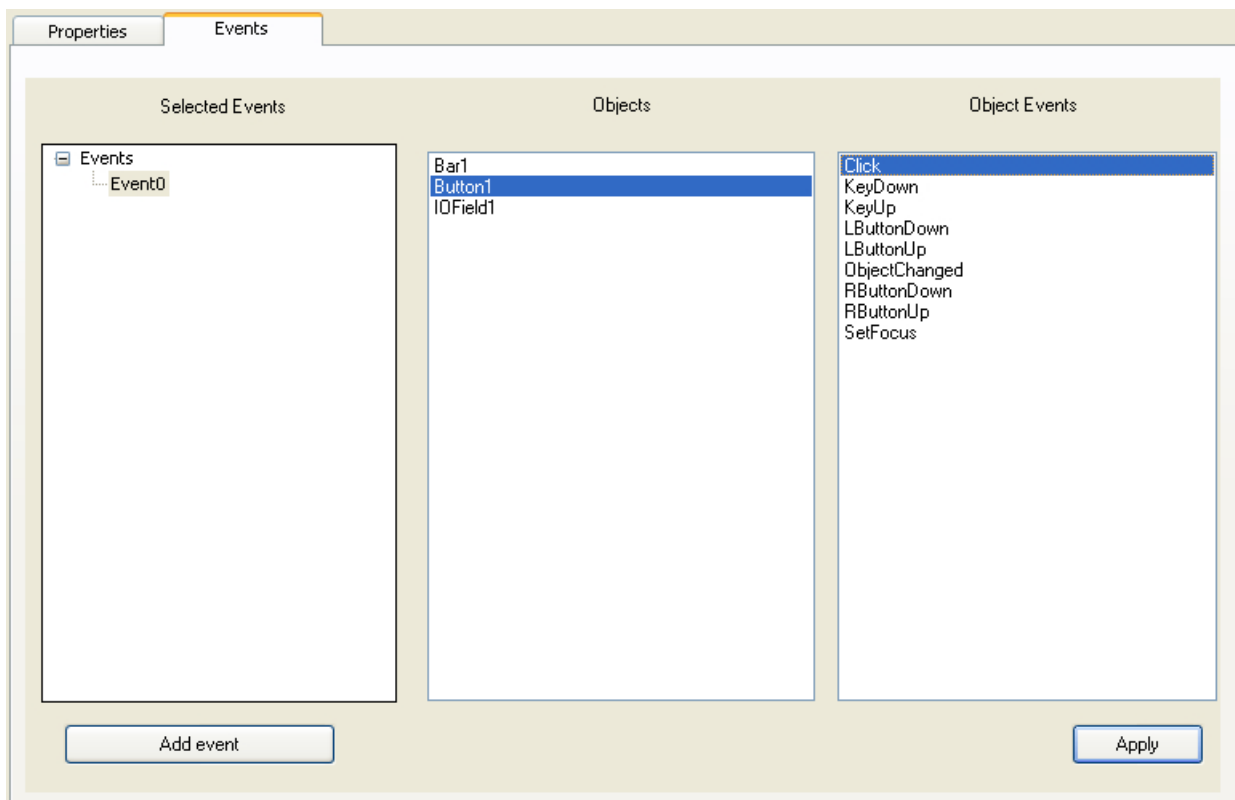 Properties
Events
Selected Events
Objects
Object Events
Events
Event0
Bar1
Button1
IOField1
Click
KeyDown
KeyUp
LButtonDown
LButtonUp
ObjectChanged
RButtonDown
RButtonUp
SetFocus
Add event
Apply